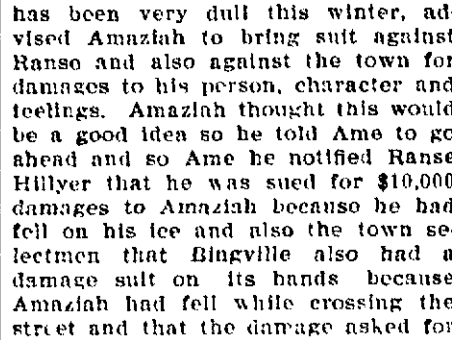 has been very dull this winter, ad-
vised Amaziah to bring suit against
Ranse and also against the town for
damages to his person, character and
feelings. Amaziah thought this would
be a good idea so he told Ame to go
ahead and so Ame he notified Ranse
Hillyer that he was sued for $10,000
damages to Amaziah because he had
fell on his ice and also the town se-
lectmen that Bingville also had a
damage suit on its hands because
Amaziah had fell while crossing the
street and that the damage asked for